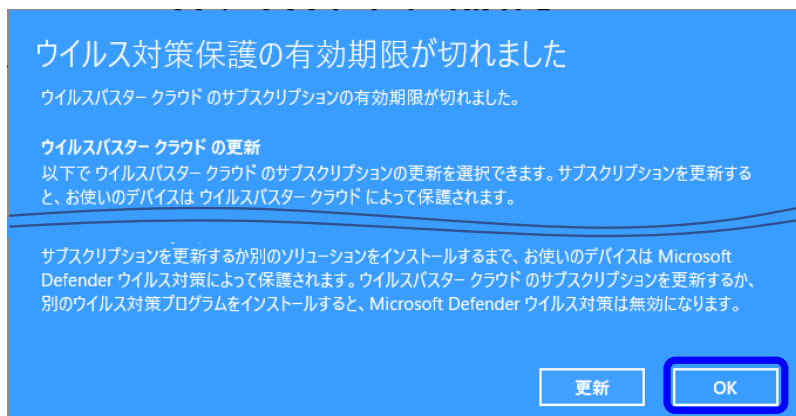 ウイルス対策保護の有効期限が切れました
ウイルスバスター クラウド のサブスクリプションの有効期限が切れました。
ウイルスバスター クラウド の更新
以下で ウイルスバスター クラウド のサブスクリプションの更新を選択できます。サブスクリプションを更新する
と、お使いのデバイスは ウイルスバスター クラウド によって保護されます。
サブスクリプションを更新するか別のソリューションをインストールするまで、お使いのデバイスは Microsoft
Defender ウイルス対策によって保護されます。ウイルスバスター クラウド のサブスクリプションを更新するか、
別のウイルス対策プログラムをインストールすると、Microsoft Defender ウイルス対策は無効になります。
更新
OK